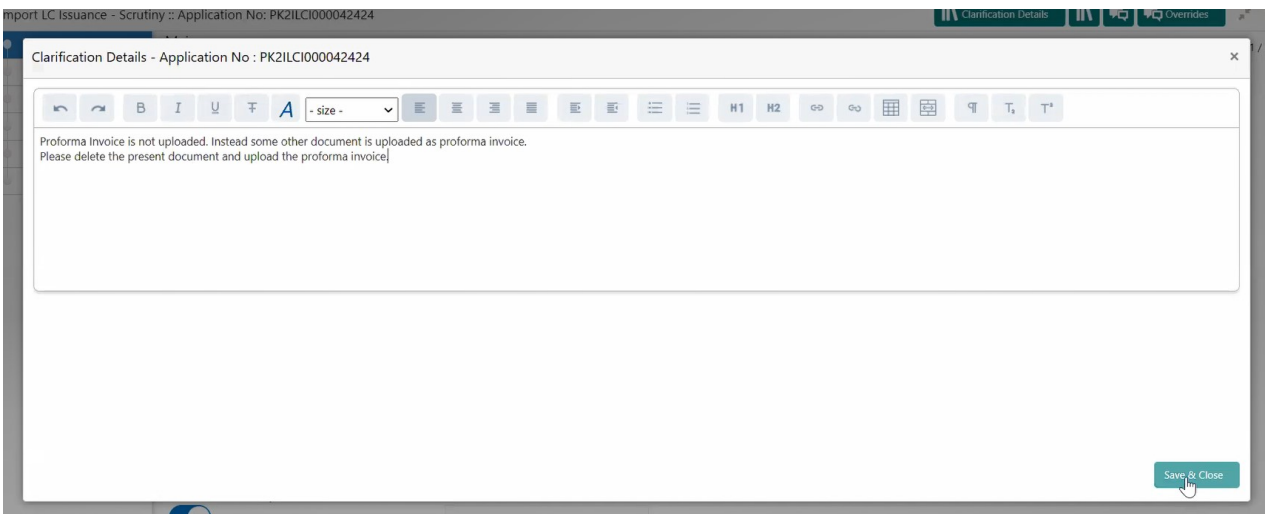 mport LC Issuance - Scrutiny :: Application No: PK2ILCI000042424
Clarification Details
Overrides
Clarification Details - Application No : PK2ILCI000042424
×
B I U T A - size - H1 H2 ¶ Tₛ Tˢ
Proforma Invoice is not uploaded. Instead some other document is uploaded as proforma invoice.
Please delete the present document and upload the proforma invoice.
Save & Close